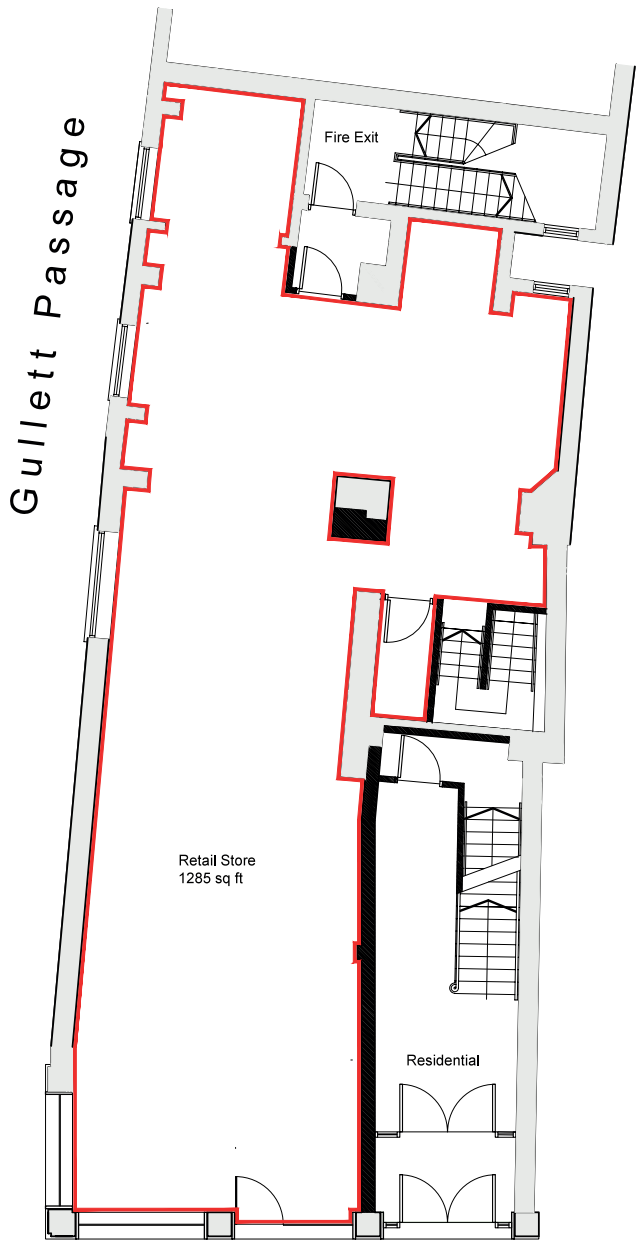 Fire Exit
Gullett Passage
Retail Store
1285 sq ft
Residential